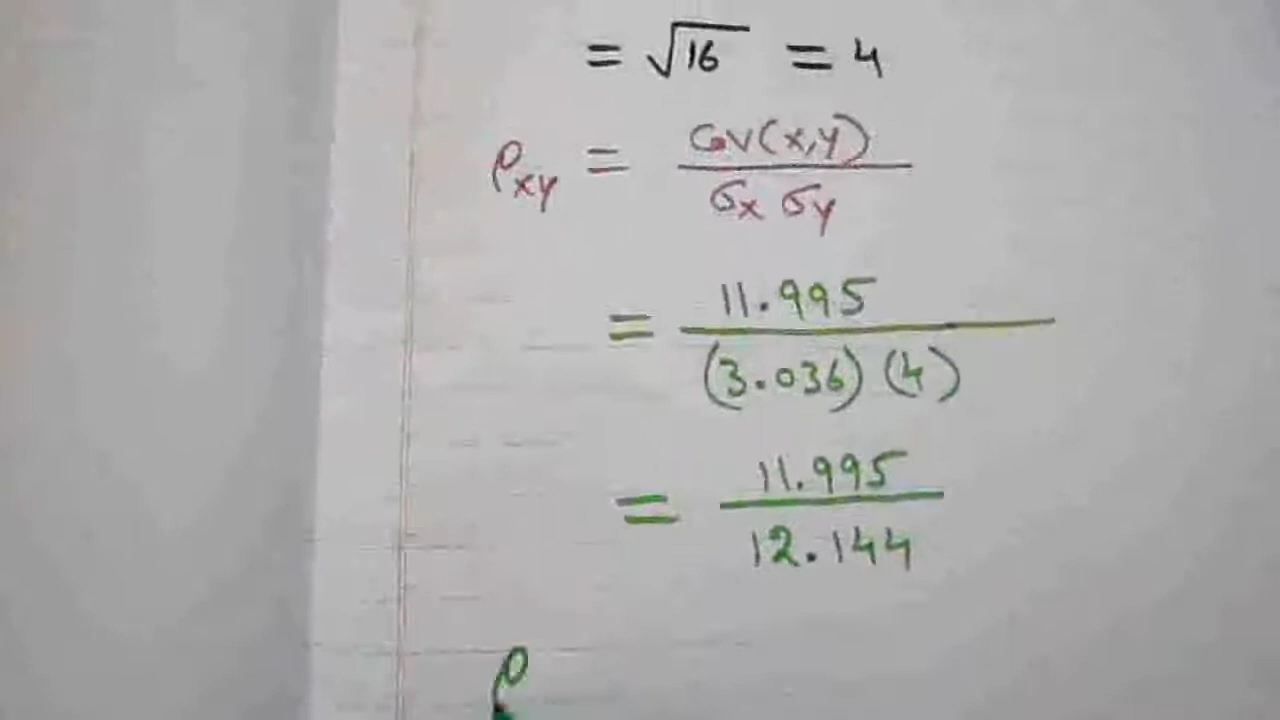 = √16 = 4
ρxy = Cov(x,y) / σx σy
= 11.995 / (3.036) (4)
= 11.995 / 12.144
ρ